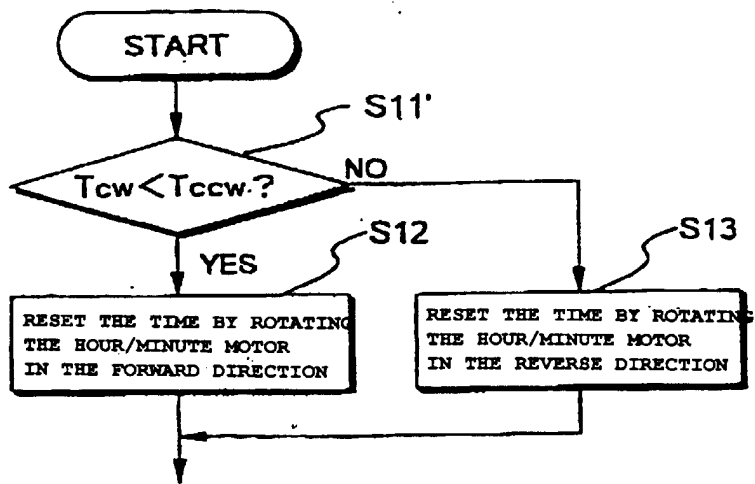 START
S11'
Tcw<Tccw.?
NO
YES
S12
S13
RESET THE TIME BY ROTATING
THE HOUR/MINUTE MOTOR
IN THE FORWARD DIRECTION
RESET THE TIME BY ROTATING
THE HOUR/MINUTE MOTOR
IN THE REVERSE DIRECTION